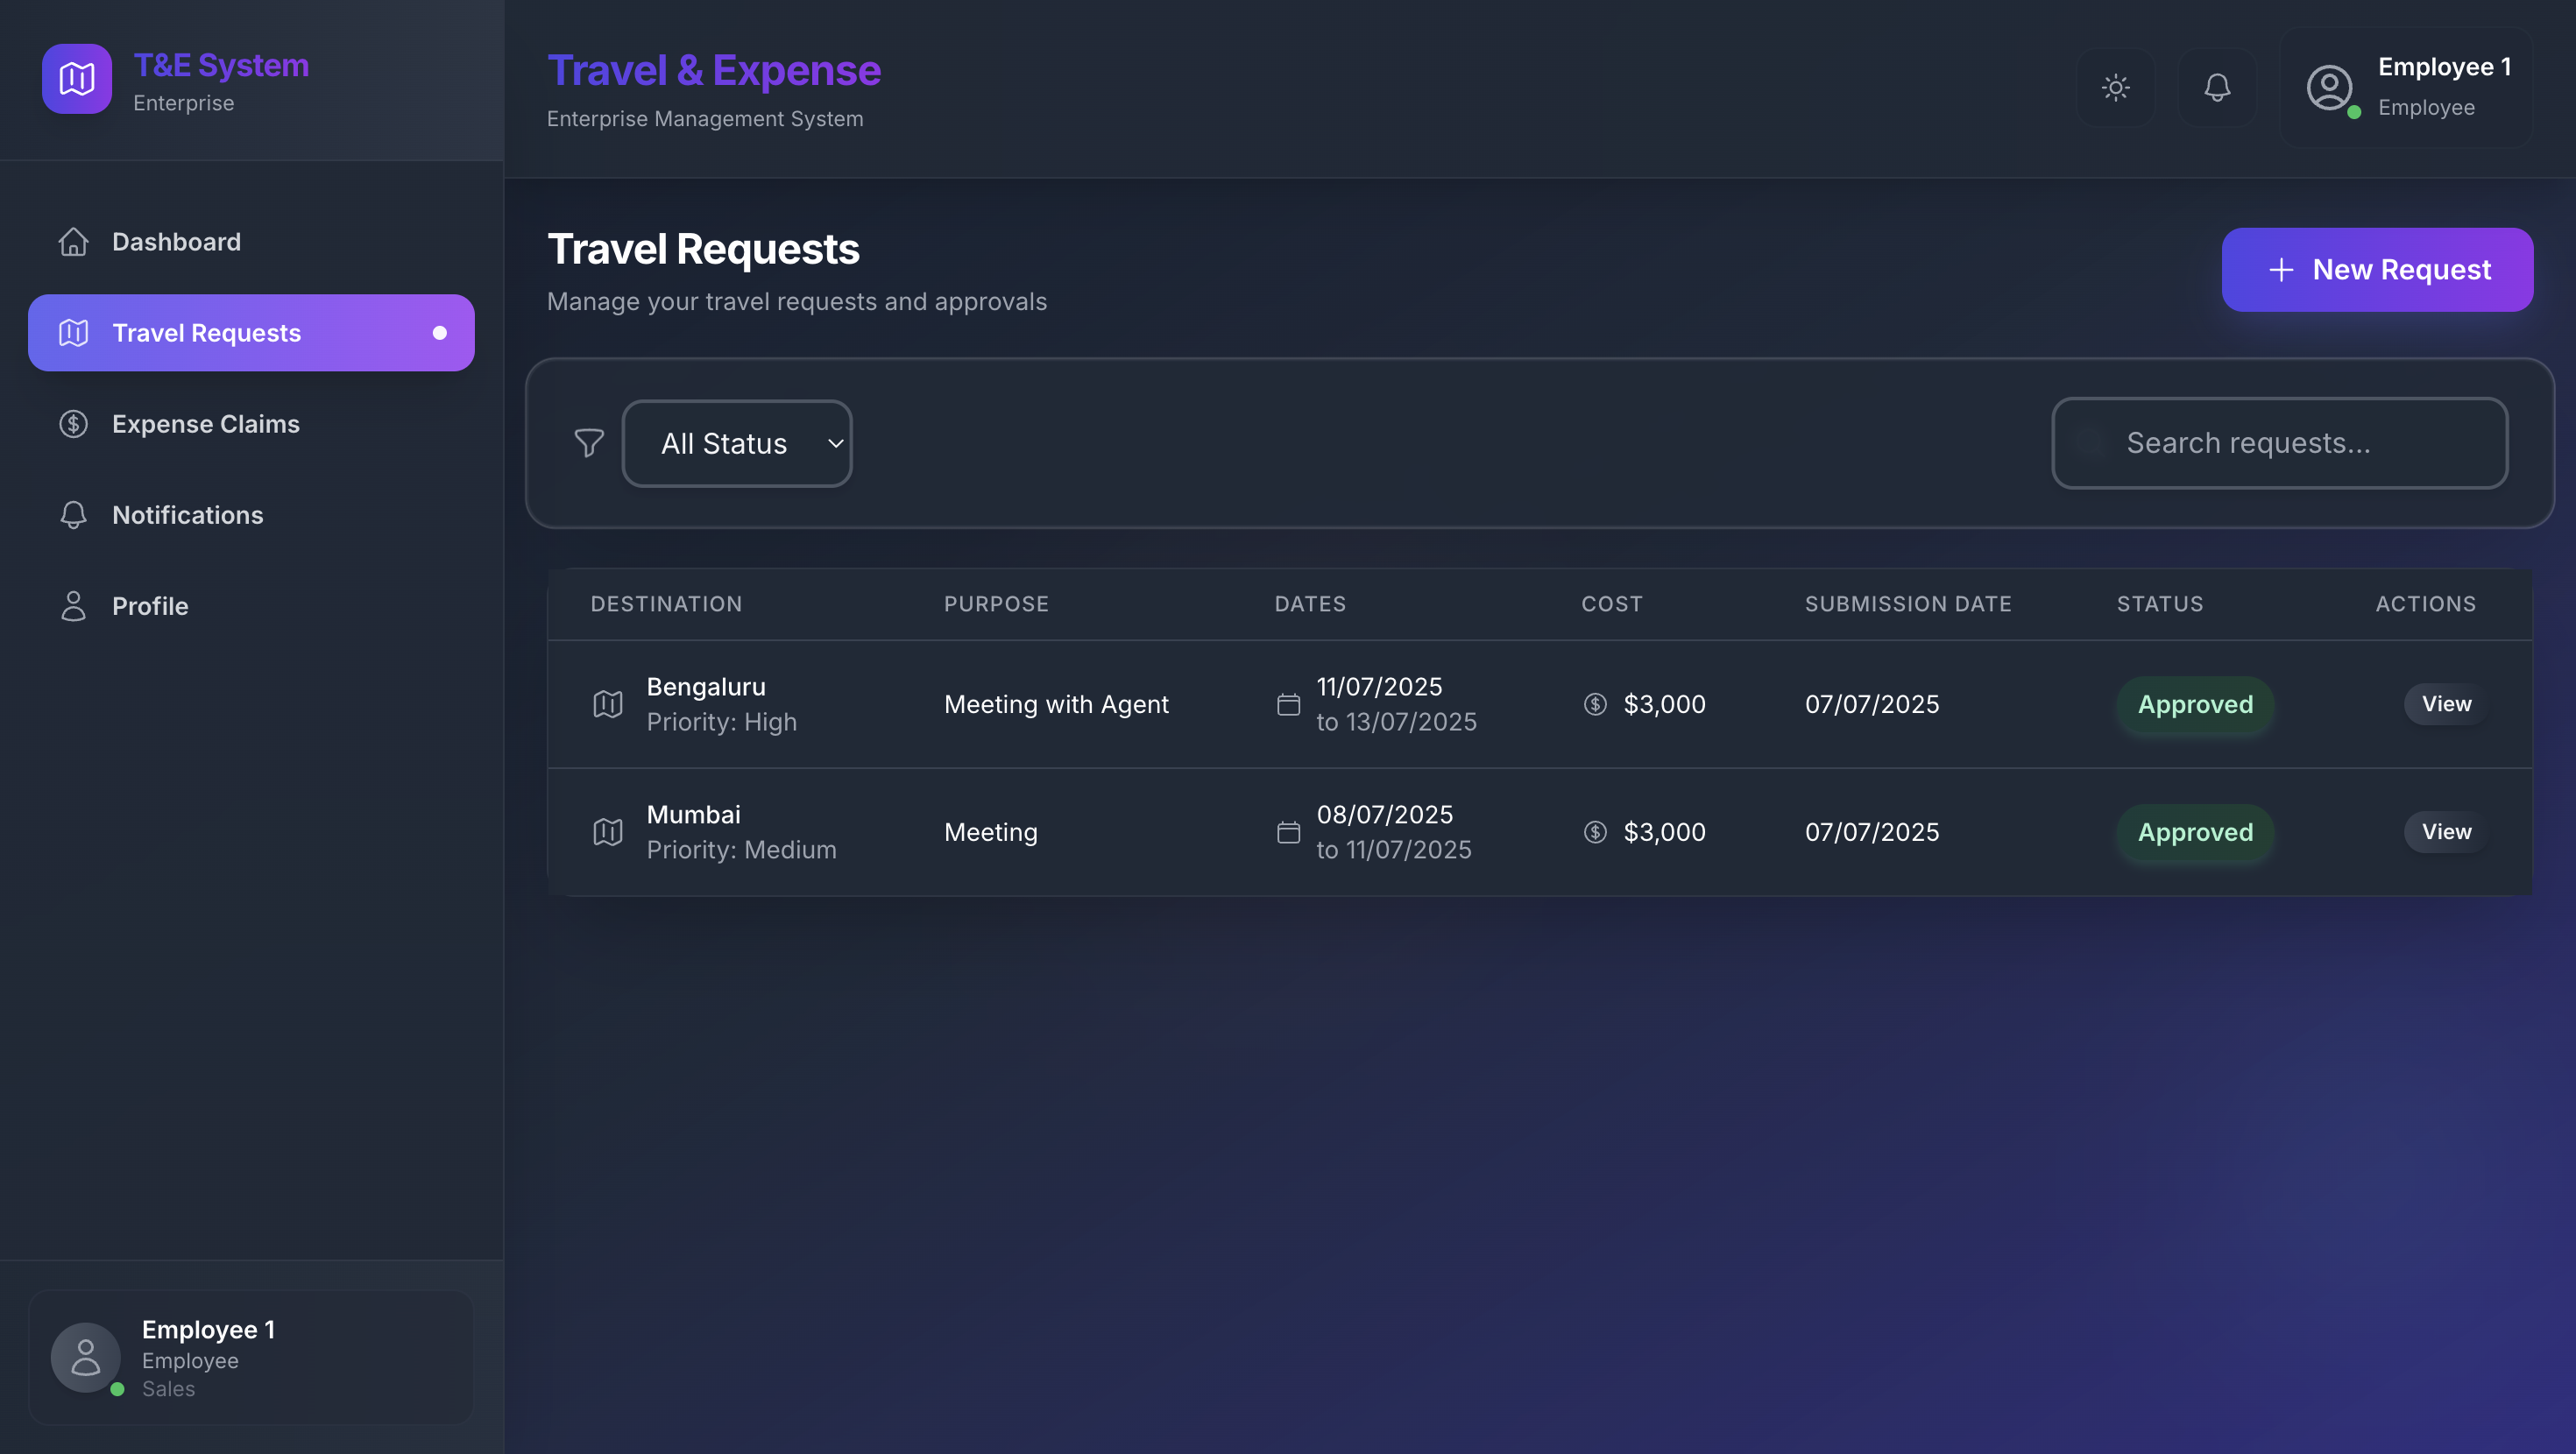 T&E System
Enterprise
Travel & Expense
Enterprise Management System
Employee 1
Employee
Dashboard
Travel Requests
Expense Claims
Notifications
Profile
Travel Requests
Manage your travel requests and approvals
New Request
All Status
Search requests...
DESTINATION PURPOSE DATES COST SUBMISSION DATE STATUS ACTIONS
Bengaluru
Priority: High
Meeting with Agent
11/07/2025
to 13/07/2025
$3,000
07/07/2025
Approved
View
Mumbai
Priority: Medium
Meeting
08/07/2025
to 11/07/2025
$3,000
07/07/2025
Approved
View
Employee 1
Employee
Sales